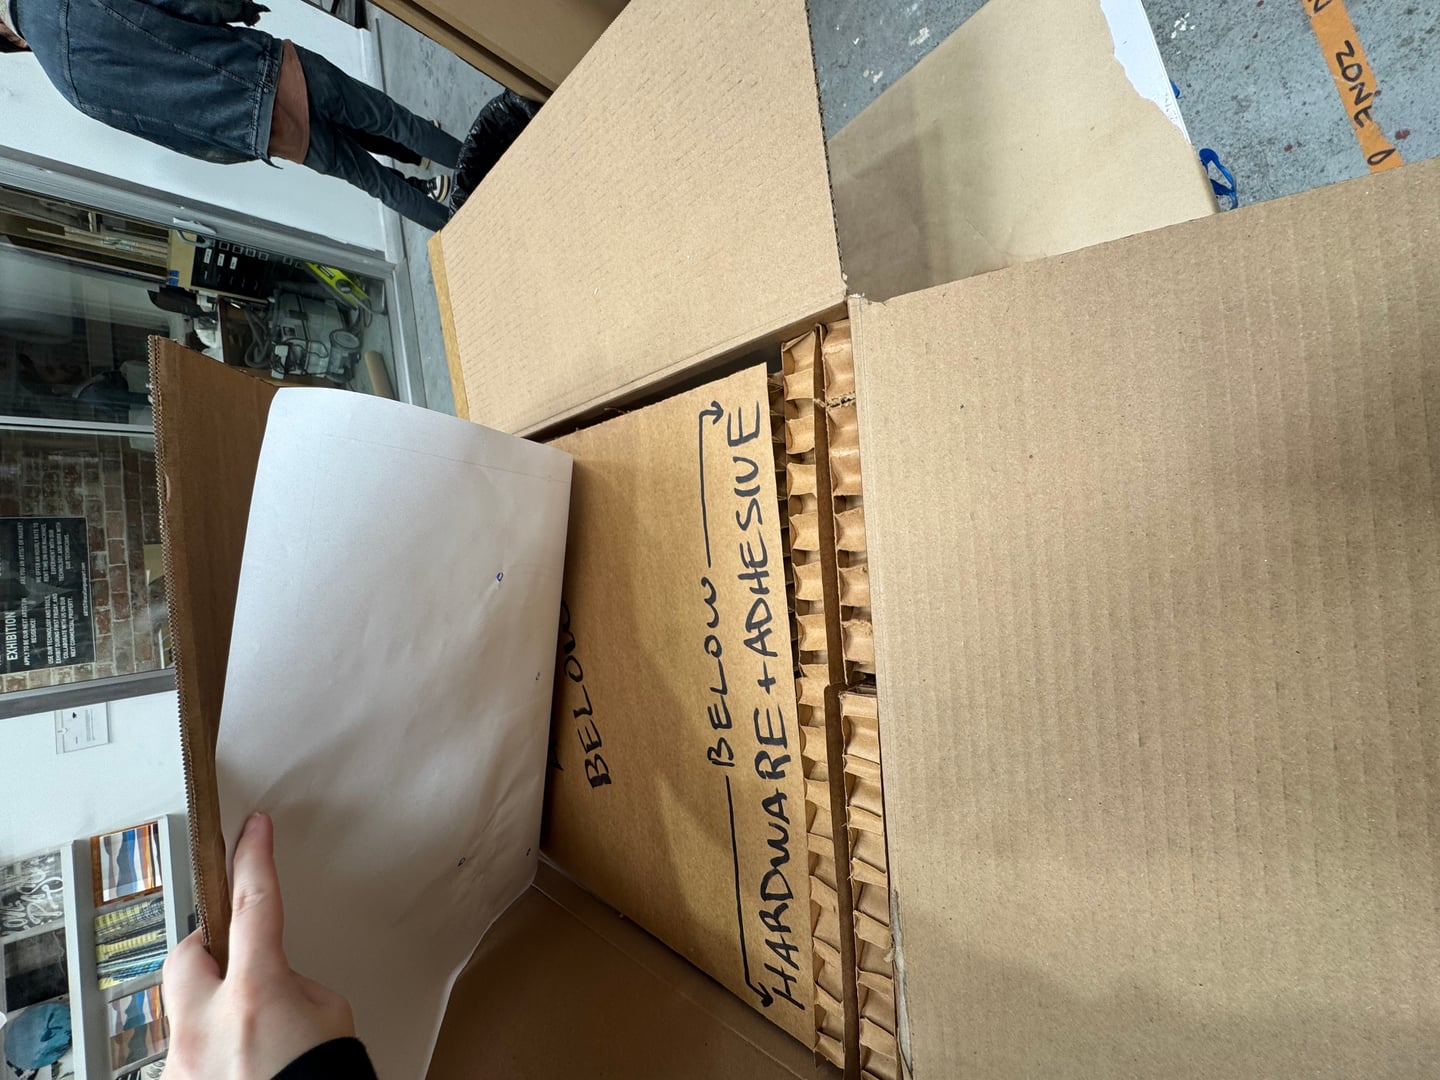 LOVE
EXHIBITION
APPLY TO BE OUR NEXT ARTIST IN
RESIDENCE!
USE OUR TECHNOLOGY AND TOOLS,
EXHIBIT DURING FIRST FRIDAY, AND
COLLABORATE WITH US ON OUR
NEXT COMMERCIAL PROPERTY.
ARE YOU AN ARTIST OR MAKER?
WE OFFER AN HOURLY RATE TO
RENT TIME ON OUR MACHINES,
EXPERIMENT WITH OUR
TECHNOLOGY, AND WORK WITH
OUR TECHNICIANS.
BELOW
BELOW
HARDWARE + ADHESIVE
ZONE